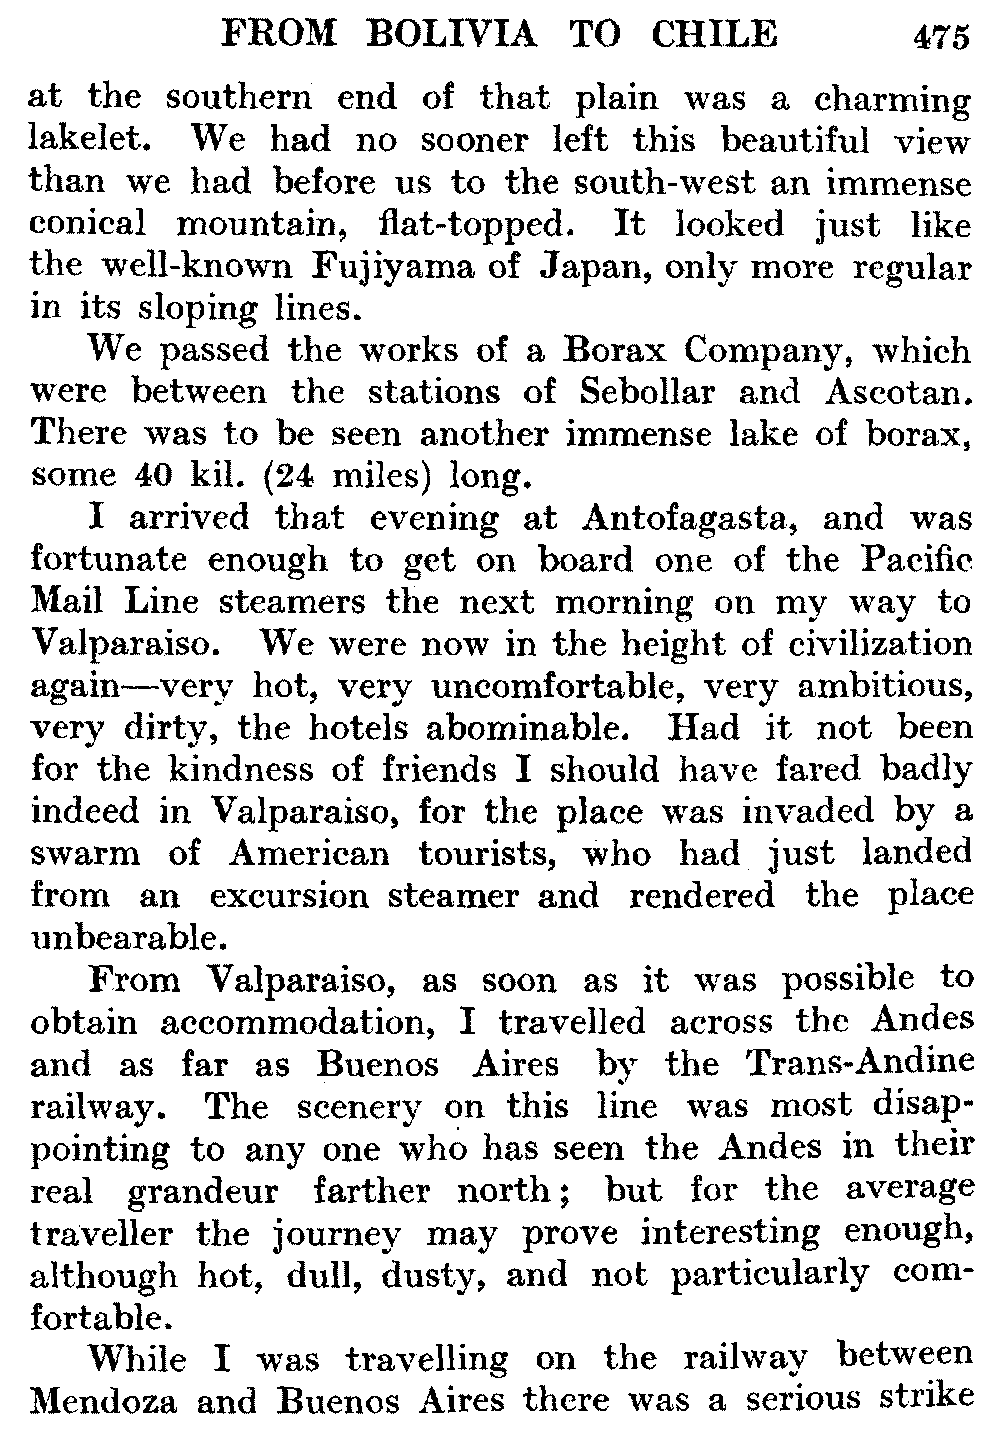 FROM BOLIVIA TO CHILE 475
at the southern end of that plain was a charming
lakelet. We had no sooner left this beautiful view
than we had before us to the south-west an immense
conical mountain, flat-topped. It looked just like
the well-known Fujiyama of Japan, only more regular
in its sloping lines.
We passed the works of a Borax Company, which
were between the stations of Sebollar and Ascotan.
There was to be seen another immense lake of borax,
some 40 kil. (24 miles) long.
I arrived that evening at Antofagasta, and was
fortunate enough to get on board one of the Pacific
Mail Line steamers the next morning on my way to
Valparaiso. We were now in the height of civilization
again—very hot, very uncomfortable, very ambitious,
very dirty, the hotels abominable. Had it not been
for the kindness of friends I should have fared badly
indeed in Valparaiso, for the place was invaded by a
swarm of American tourists, who had just landed
from an excursion steamer and rendered the place
unbearable.
From Valparaiso, as soon as it was possible to
obtain accommodation, I travelled across the Andes
and as far as Buenos Aires by the Trans-Andine
railway. The scenery on this line was most disap-
pointing to any one who has seen the Andes in their
real grandeur farther north; but for the average
traveller the journey may prove interesting enough,
although hot, dull, dusty, and not particularly com-
fortable.
While I was travelling on the railway between
Mendoza and Buenos Aires there was a serious strike